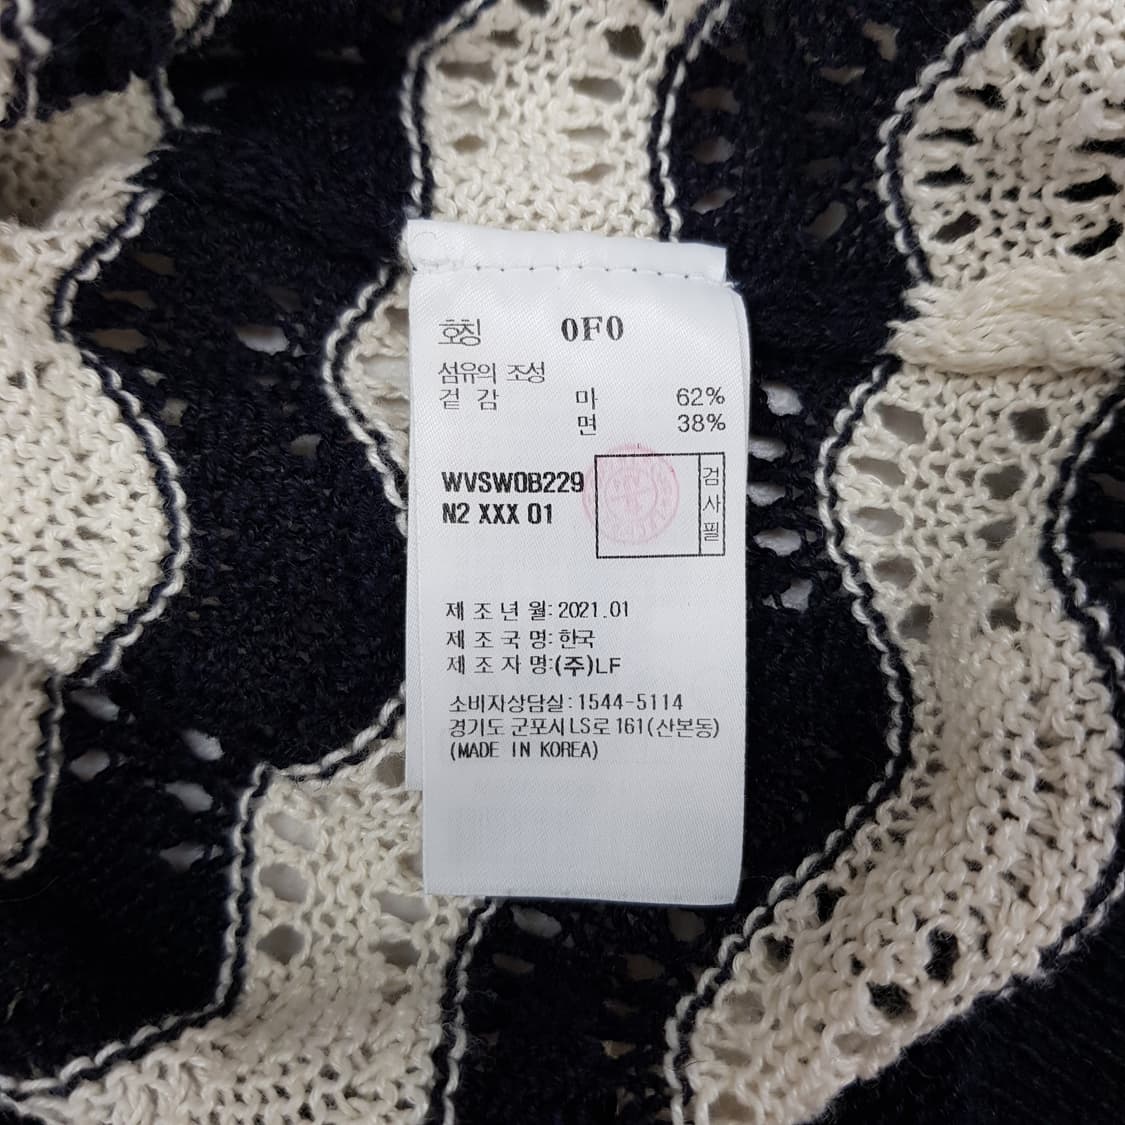 호칭 0F0
섬유의 조성
겉 감 마 62%
면 38%
WVSW0B229
N2 XXX 01
검사필
제 조 년 월: 2021.01
제 조 국 명: 한국
제 조 자 명:(주)LF
소비자상담실: 1544-5114
경기도 군포시 LS로 161(산본동)
(MADE IN KOREA)